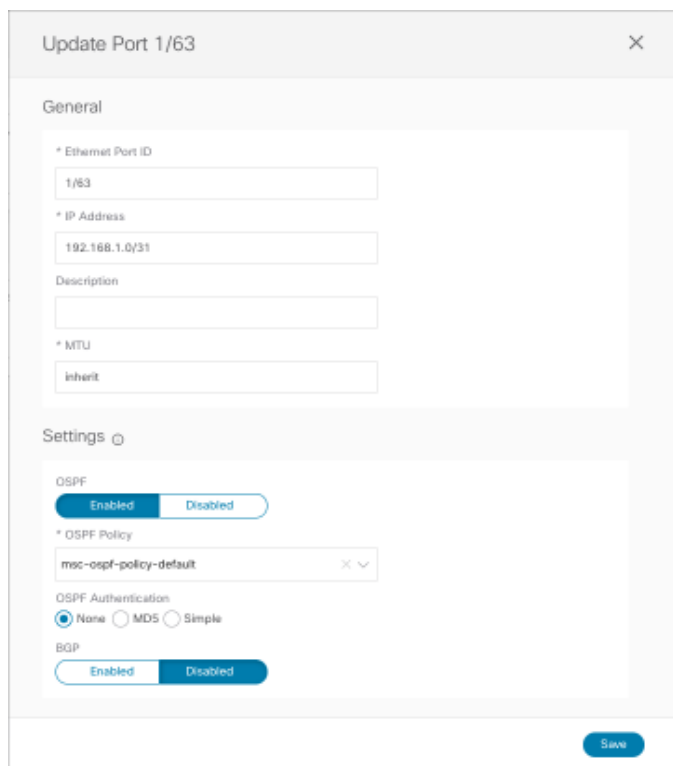 Update Port 1/63
General
* Ethernet Port ID
1/63
* IP Address
192.168.1.0/31
Description
* MTU
inherit
Settings
OSPF
Enabled Disabled
* OSPF Policy
msc-ospf-policy-default
OSPF Authentication
None MD5 Simple
BGP
Enabled Disabled
Save